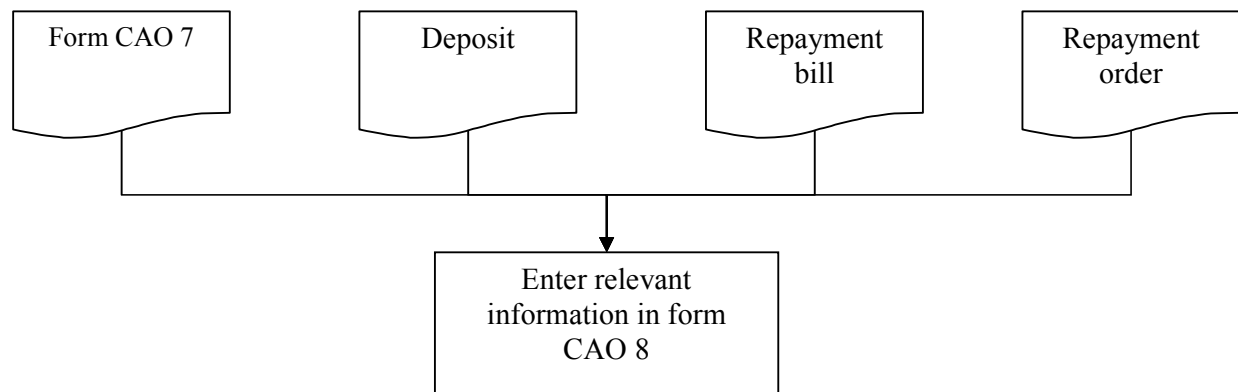 Form CAO 7
Deposit
Repayment
bill
Repayment
order
Enter relevant
information in form
CAO 8